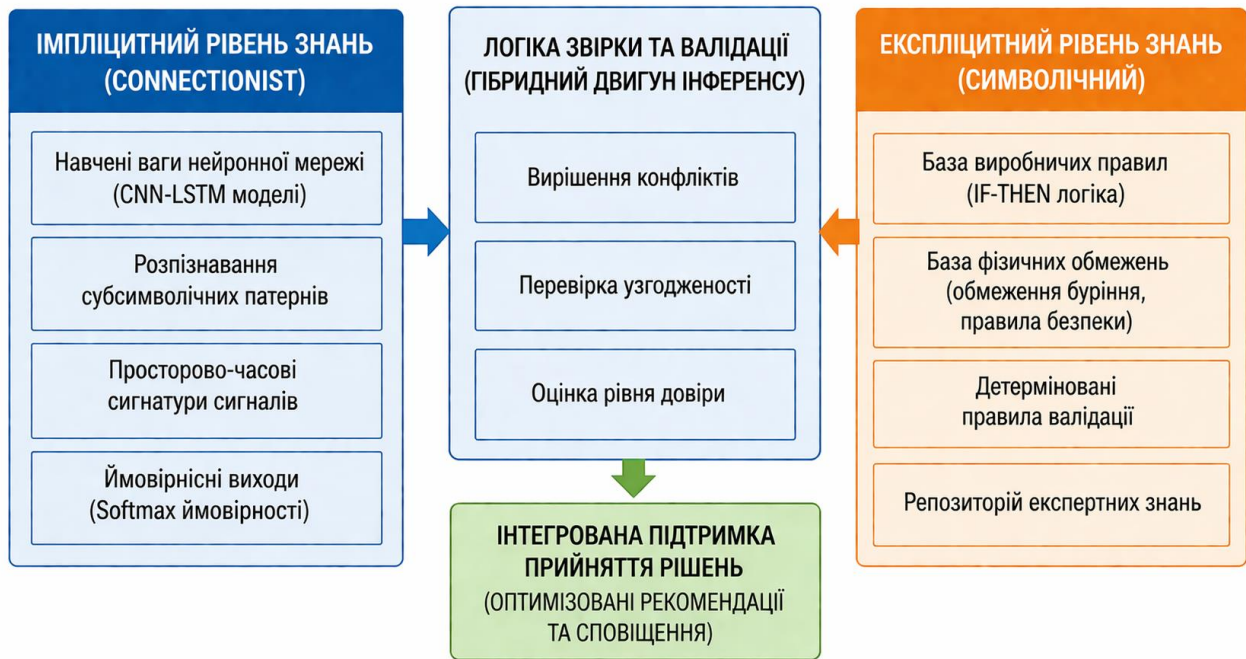 ІМПЛІЦИТНИЙ РІВЕНЬ ЗНАНЬ
(CONNECTIONIST)
Навчені ваги нейронної мережі
(CNN-LSTM моделі)
Розпізнавання
субсимволічних патернів
Просторово-часові
сигнатури сигналів
Ймовірнісні виходи
(Softmax ймовірності)
ЛОГІКА ЗВІРКИ ТА ВАЛІДАЦІЇ
(ГІБРИДНИЙ ДВИГУН ІНФЕРЕНСУ)
Вирішення конфліктів
Перевірка узгодженості
Оцінка рівня довіри
ЕКСПЛІЦИТНИЙ РІВЕНЬ ЗНАНЬ
(СИМВОЛІЧНИЙ)
База виробничих правил
(IF-THEN логіка)
База фізичних обмежень
(обмеження буріння,
правила безпеки)
Детерміновані
правила валідації
Репозиторій експертних знань
ІНТЕГРОВАНА ПІДТРИМКА
ПРИЙНЯТТЯ РІШЕНЬ
(ОПТИМІЗОВАНІ РЕКОМЕНДАЦІЇ
ТА СПОВІЩЕННЯ)